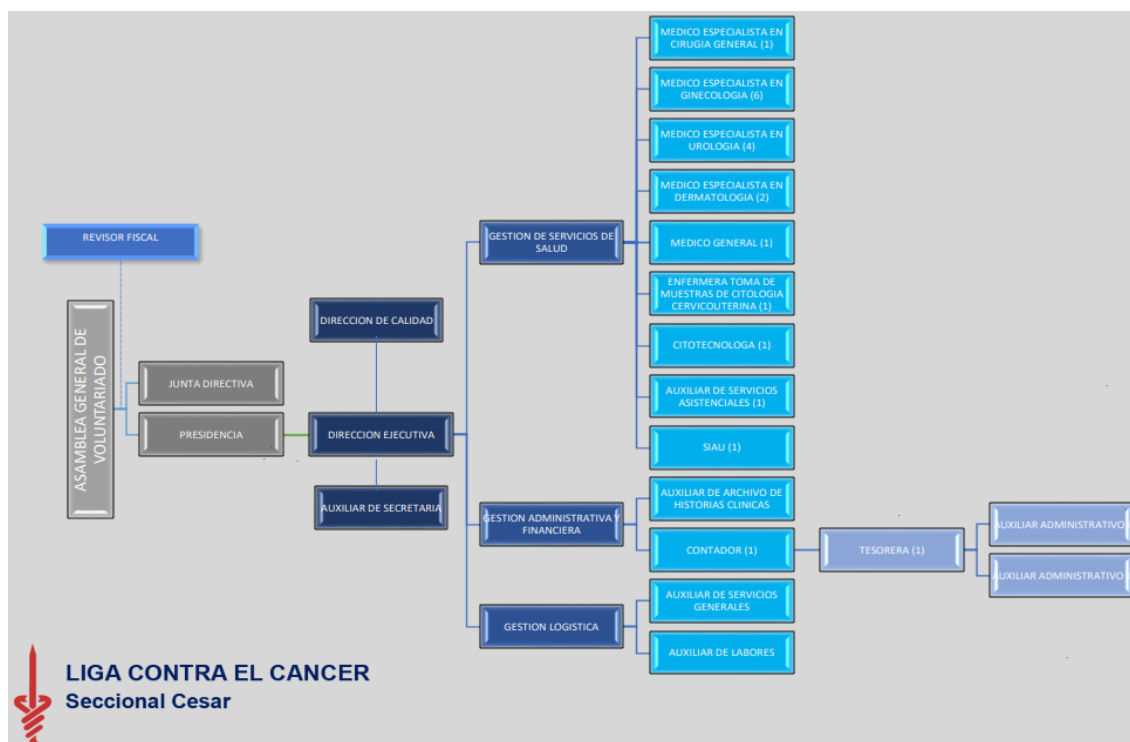 REVISOR FISCAL
ASAMBLEA GENERAL DE
VOLUNTARIADO
JUNTA DIRECTIVA
PRESIDENCIA
DIRECCION DE CALIDAD
DIRECCION EJECUTIVA
AUXILIAR DE SECRETARIA
GESTION DE SERVICIOS DE
SALUD
MEDICO ESPECIALISTA EN
CIRUGIA GENERAL (1)
MEDICO ESPECIALISTA EN
GINECOLOGIA (6)
MEDICO ESPECIALISTA EN
UROLOGIA (4)
MEDICO ESPECIALISTA EN
DERMATOLOGIA (2)
MEDICO GENERAL (1)
ENFERMERA TOMA DE
MUESTRAS DE CITOLOGIA
CERVICOUTERINA (1)
CITOTECNOLOGA (1)
AUXILIAR DE SERVICIOS
ASISTENCIALES (1)
SIAU (1)
GESTION ADMINISTRATIVA Y
FINANCIERA
AUXILIAR DE ARCHIVO DE
HISTORIAS CLINICAS
CONTADOR (1)
TESORERA (1)
AUXILIAR ADMINISTRATIVO
AUXILIAR ADMINISTRATIVO
GESTION LOGISTICA
AUXILIAR DE SERVICIOS
GENERALES
AUXILIAR DE LABORES
LIGA CONTRA EL CANCER
Seccional Cesar